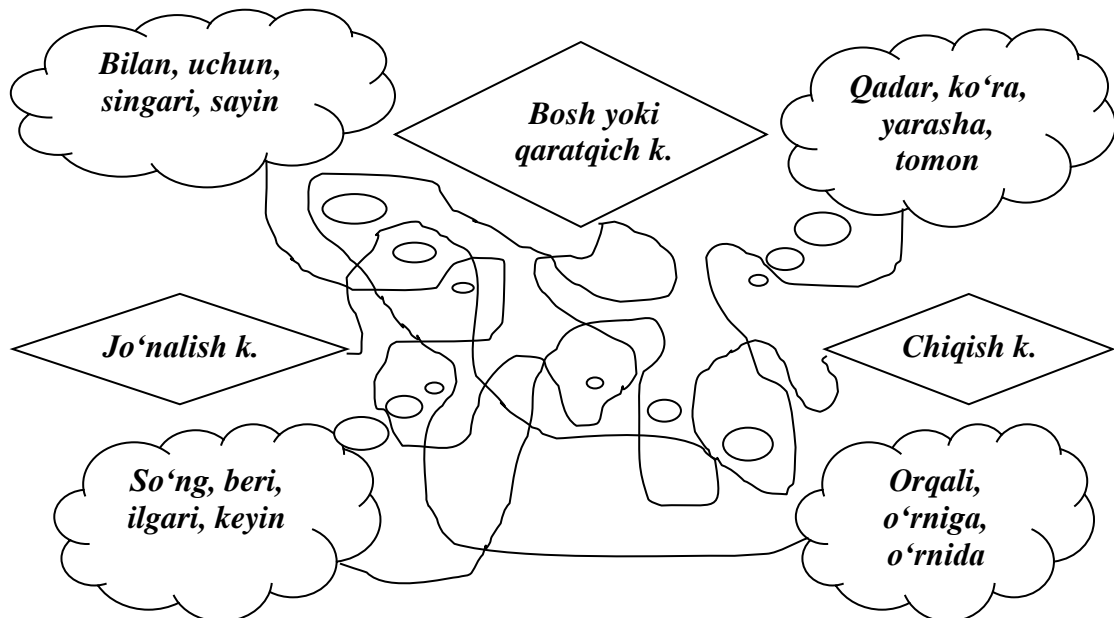 Bilan, uchun,
singari, sayin
Bosh yoki
qaratqich k.
Qadar, ko‘ra,
yarasha,
tomon
Jo‘nalish k.
Chiqish k.
So‘ng, beri,
ilgari, keyin
Orqali,
o‘rniga,
o‘rnida